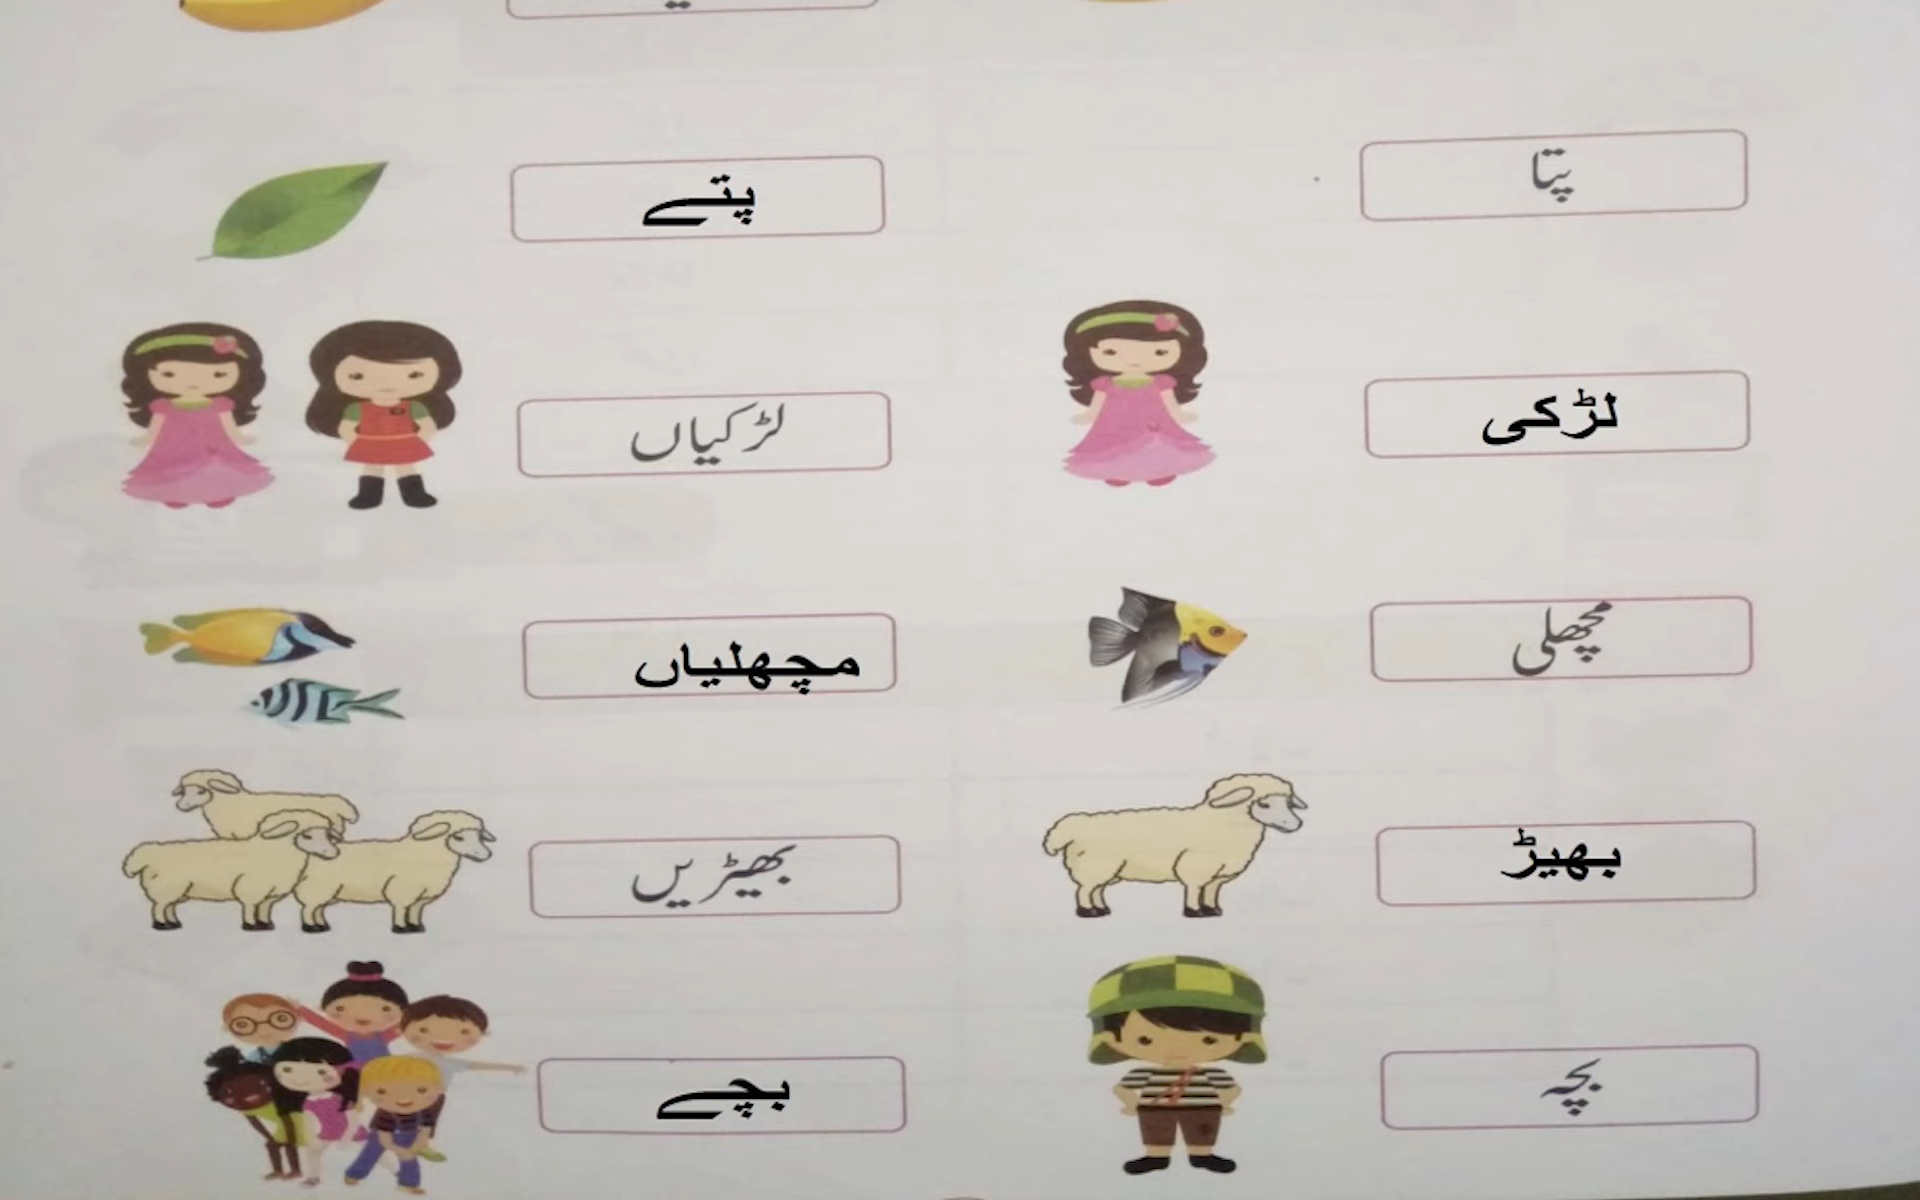 پتا
پتے
لڑکی
لڑکیاں
مچھلی
مچھلیاں
بھیڑ
بھیڑیں
بچہ
بچے